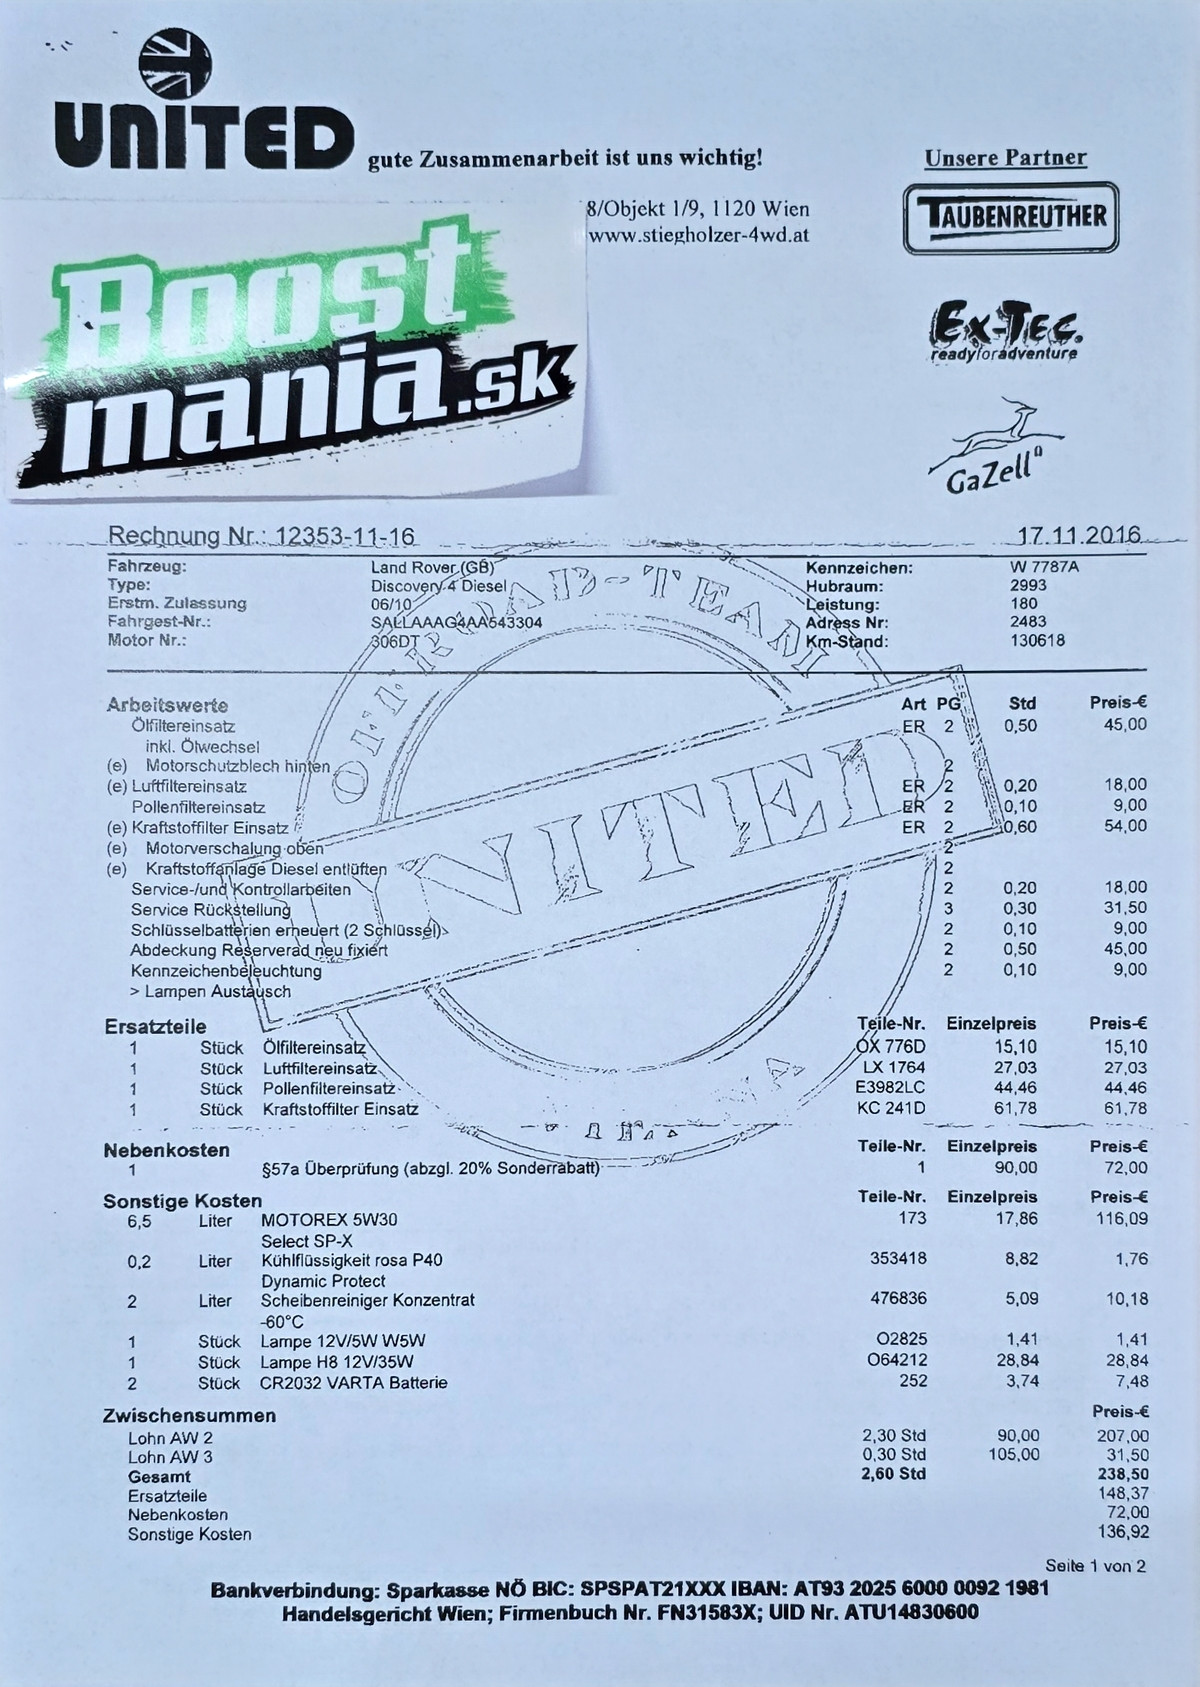 UNITED
gute Zusammenarbeit ist uns wichtig!
Unsere Partner
8/Objekt 1/9, 1120 Wien
www.stiegholzer-4wd.at
TAUBENREUTHER
Boost
mania.sk
Ex-Tec.
readyforadventure
GaZell
Rechnung Nr.: 12353-11-16 17.11.2016
Fahrzeug: Land Rover (GB) Kennzeichen: W 7787A
Type: Discovery 4 Diesel Hubraum: 2993
Erstm. Zulassung 06/10 Leistung: 180
Fahrgest-Nr.: SALLAAAG4AA543304 Adress Nr: 2483
Motor Nr.: 306DT Km-Stand: 130618
OFF-ROAD-TEAM
UNITED
Arbeitswerte Art PG Std Preis-€
Ölfiltereinsatz ER 2 0,50 45,00
inkl. Ölwechsel
(e) Motorschutzblech hinten 2
(e) Luftfiltereinsatz ER 2 0,20 18,00
Pollenfiltereinsatz ER 2 0,10 9,00
(e) Kraftstoffilter Einsatz ER 2 0,60 54,00
(e) Motorverschalung oben 2
(e) Kraftstoffanlage Diesel entlüften 2
Service-/und Kontrollarbeiten 2 0,20 18,00
Service Rückstellung 3 0,30 31,50
Schlüsselbatterien erneuert (2 Schlüssel) 2 0,10 9,00
Abdeckung Reserverad neu fixiert 2 0,50 45,00
Kennzeichenbeleuchtung 2 0,10 9,00
> Lampen Austausch
Ersatzteile Teile-Nr. Einzelpreis Preis-€
1 Stück Ölfiltereinsatz OX 776D 15,10 15,10
1 Stück Luftfiltereinsatz LX 1764 27,03 27,03
1 Stück Pollenfiltereinsatz E3982LC 44,46 44,46
1 Stück Kraftstoffilter Einsatz KC 241D 61,78 61,78
Nebenkosten Teile-Nr. Einzelpreis Preis-€
1 §57a Überprüfung (abzgl. 20% Sonderrabatt) 1 90,00 72,00
Sonstige Kosten Teile-Nr. Einzelpreis Preis-€
6,5 Liter MOTOREX 5W30 173 17,86 116,09
Select SP-X
0,2 Liter Kühlflüssigkeit rosa P40 353418 8,82 1,76
Dynamic Protect
2 Liter Scheibenreiniger Konzentrat 476836 5,09 10,18
-60°C
1 Stück Lampe 12V/5W W5W O2825 1,41 1,41
1 Stück Lampe H8 12V/35W O64212 28,84 28,84
2 Stück CR2032 VARTA Batterie 252 3,74 7,48
Zwischensummen Preis-€
Lohn AW 2 2,30 Std 90,00 207,00
Lohn AW 3 0,30 Std 105,00 31,50
Gesamt 2,60 Std 238,50
Ersatzteile 148,37
Nebenkosten 72,00
Sonstige Kosten 136,92
Seite 1 von 2
Bankverbindung: Sparkasse NÖ BIC: SPSPAT21XXX IBAN: AT93 2025 6000 0092 1981
Handelsgericht Wien; Firmenbuch Nr. FN31583X; UID Nr. ATU14830600